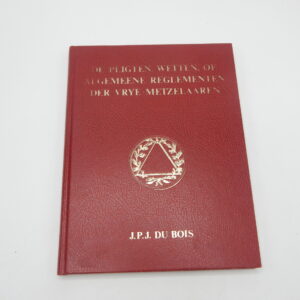 DE PLIGTEN, WETTEN, OF
ALGEMEENE REGLEMENTEN
DER VRYE METZELAAREN
J.P.J. DU BOIS